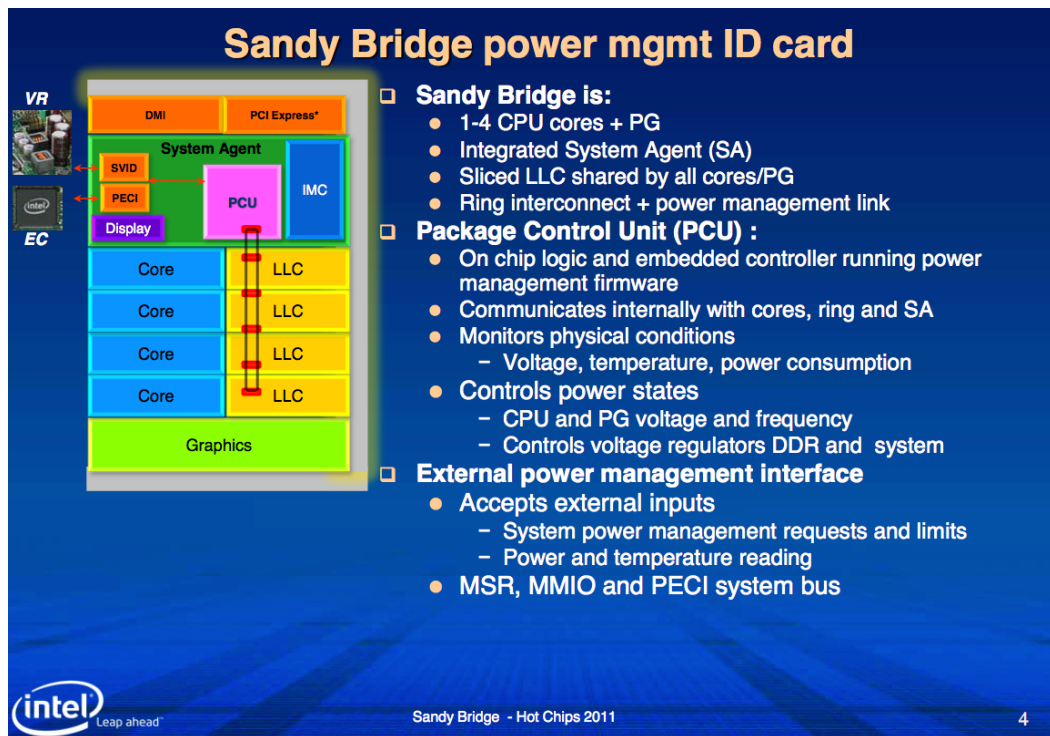 Sandy Bridge power mgmt ID card
VR
EC
DMI
PCI Express*
System Agent
SVID
PECI
PCU
IMC
Display
Core
LLC
Core
LLC
Core
LLC
Core
LLC
Graphics
(intel)
Sandy Bridge is:
1-4 CPU cores + PG
Integrated System Agent (SA)
Sliced LLC shared by all cores/PG
Ring interconnect + power management link
Package Control Unit (PCU) :
On chip logic and embedded controller running power
management firmware
Communicates internally with cores, ring and SA
Monitors physical conditions
– Voltage, temperature, power consumption
Controls power states
– CPU and PG voltage and frequency
– Controls voltage regulators DDR and system
External power management interface
Accepts external inputs
– System power management requests and limits
– Power and temperature reading
MSR, MMIO and PECI system bus
(intel) Leap ahead™
Sandy Bridge - Hot Chips 2011
4